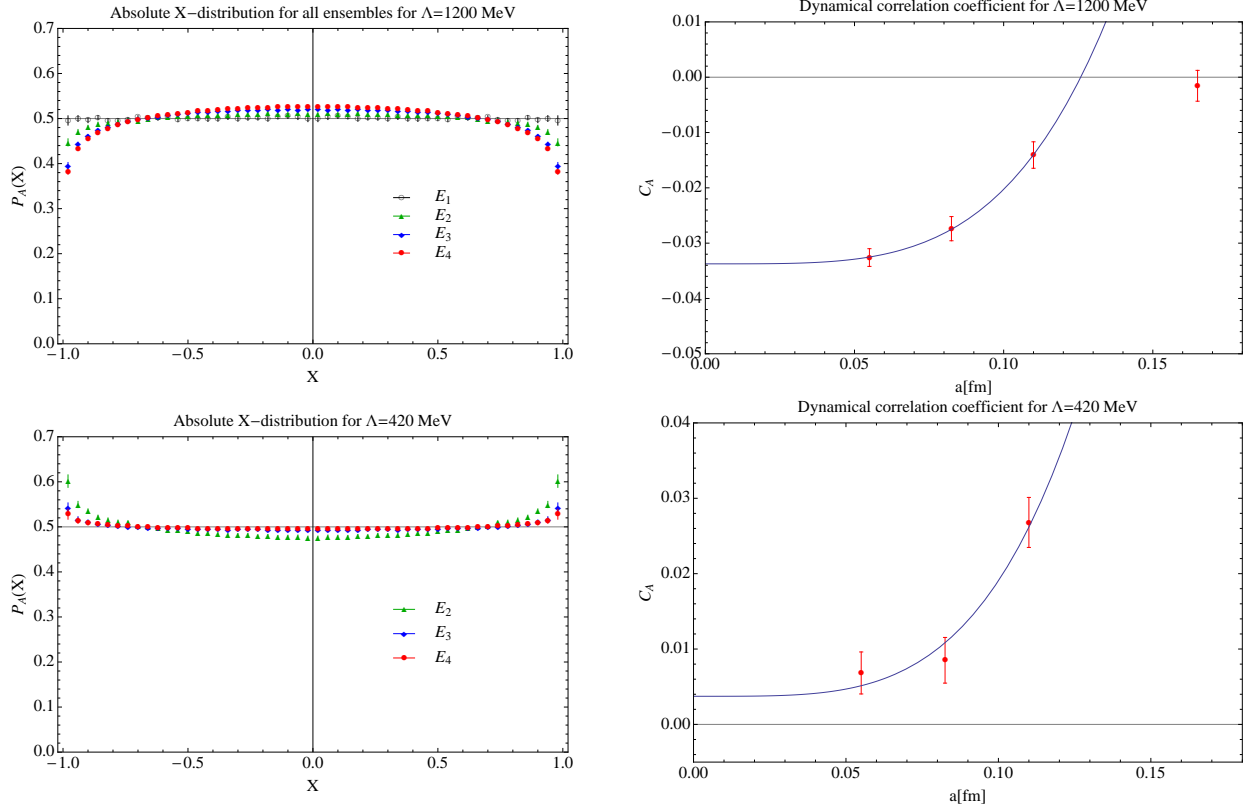 Absolute X−distribution for all ensembles for Λ=1200 MeV
0.7
0.6
0.5
0.4
0.3
0.2
0.1
0.0
P_A(X)
E_1
E_2
E_3
E_4
−1.0 −0.5 0.0 0.5 1.0
X
Dynamical correlation coefficient for Λ=1200 MeV
0.01
0.00
−0.01
−0.02
−0.03
−0.04
−0.05
C_A
0.00 0.05 0.10 0.15
a[fm]
Absolute X−distribution for Λ=420 MeV
0.7
0.6
0.5
0.4
0.3
0.2
0.1
0.0
P_A(X)
E_2
E_3
E_4
−1.0 −0.5 0.0 0.5 1.0
X
Dynamical correlation coefficient for Λ=420 MeV
0.04
0.03
0.02
0.01
0.00
C_A
0.00 0.05 0.10 0.15
a[fm]